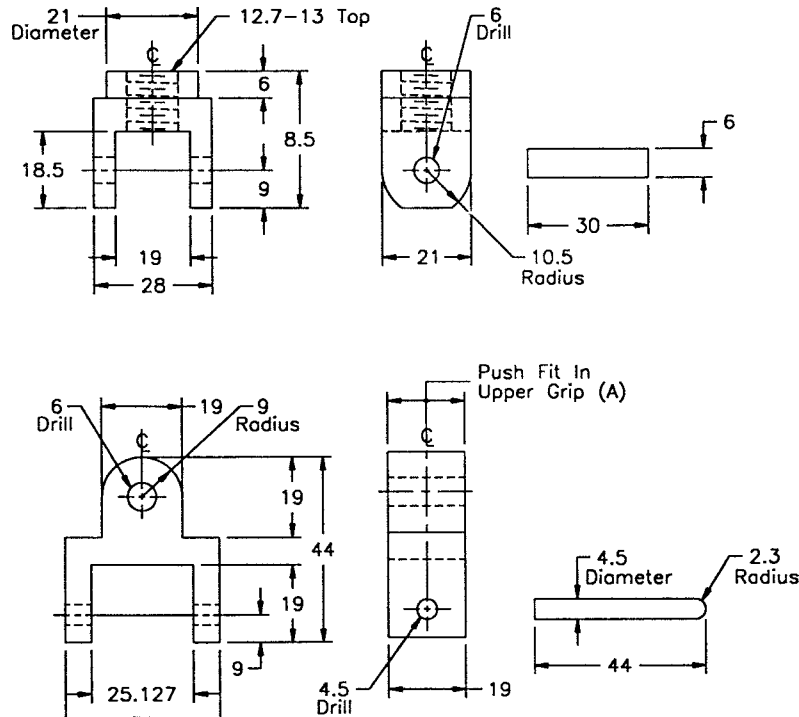 21
Diameter
12.7-13 Top
6
Drill
℄
℄
6
8.5
18.5
9
6
19
28
21
10.5
Radius
30
Push Fit In
Upper Grip (A)
6
Drill
19
9
Radius
℄
℄
19
44
19
4.5
Diameter
2.3
Radius
9
25.127
4.5
Drill
19
44